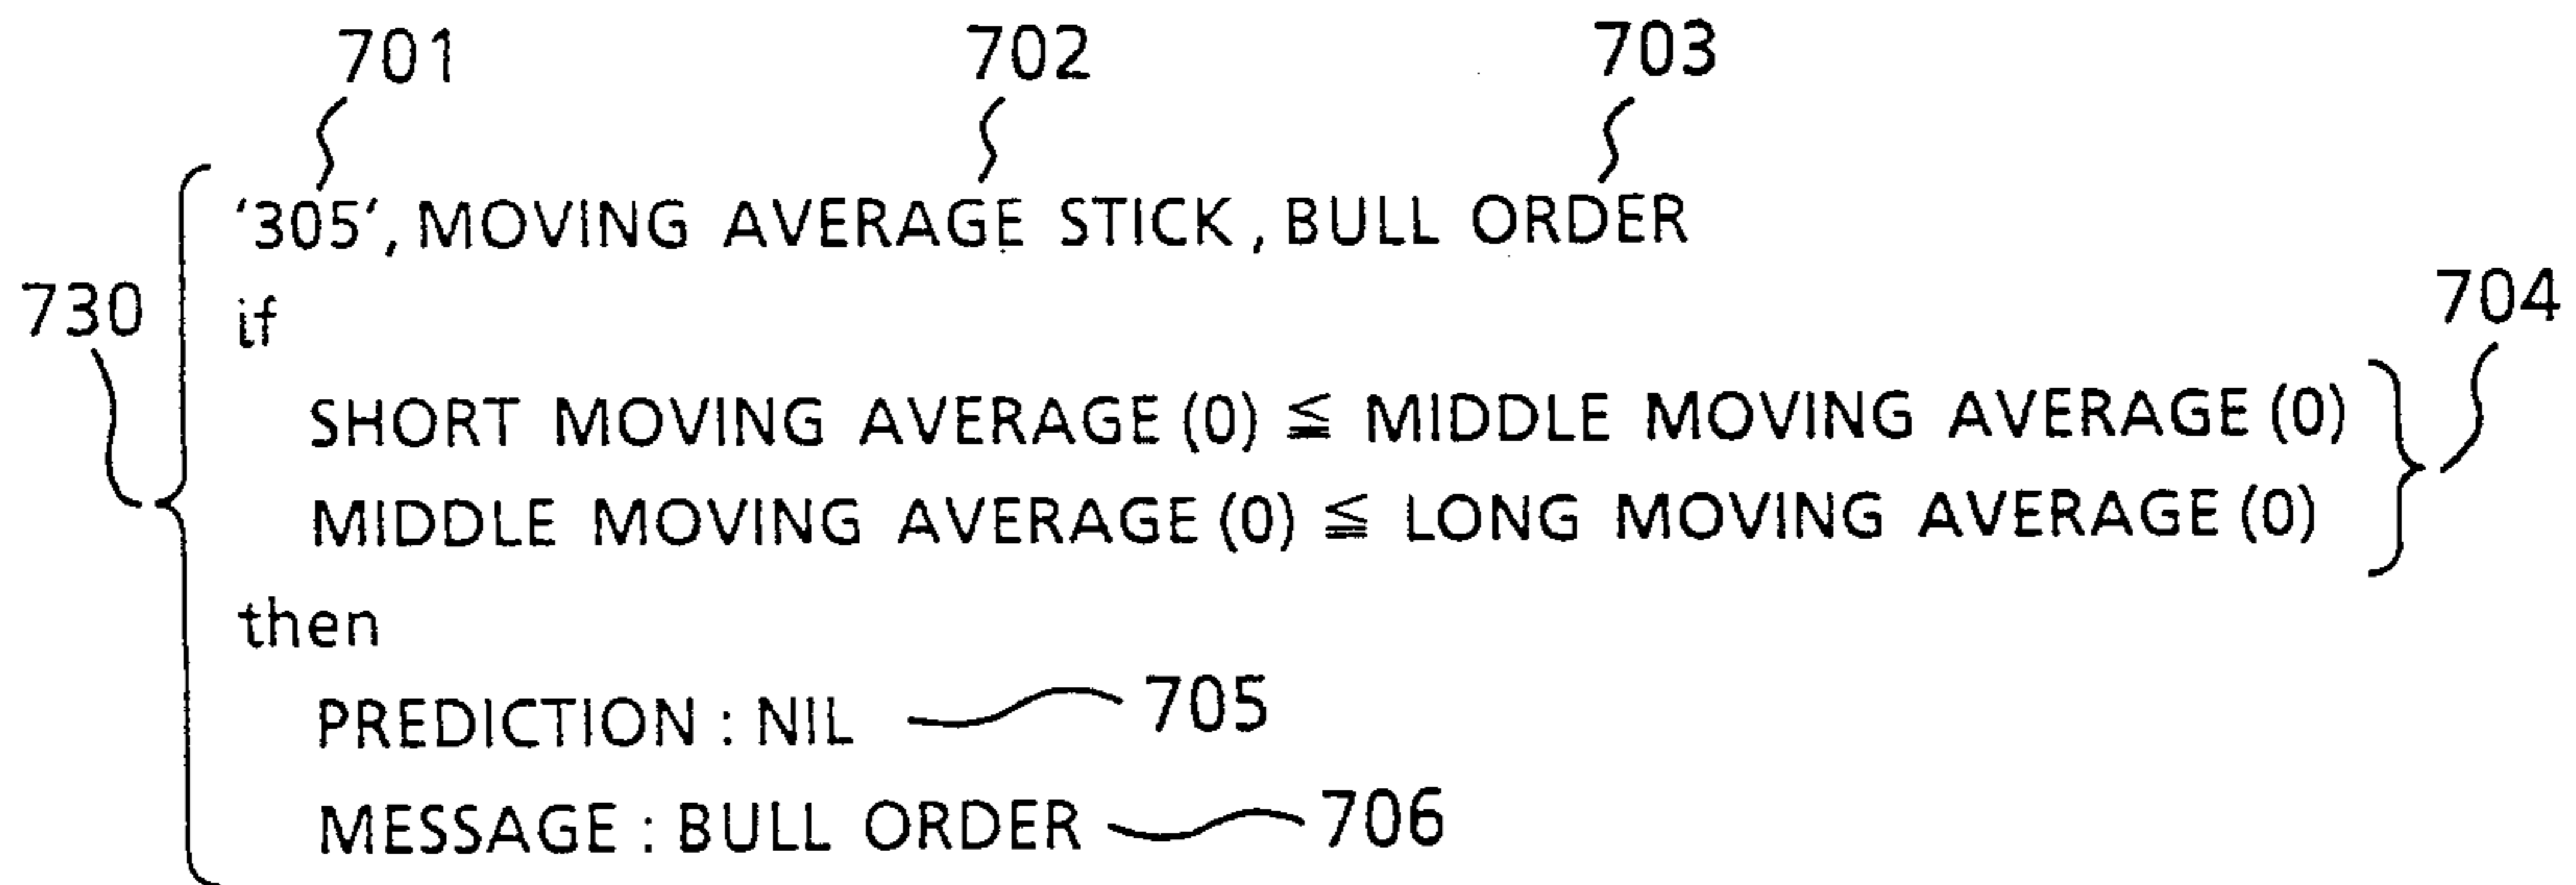 701 702 703
‘305’, MOVING AVERAGE STICK, BULL ORDER
730 if 704
SHORT MOVING AVERAGE (0) ≦ MIDDLE MOVING AVERAGE (0)
MIDDLE MOVING AVERAGE (0) ≦ LONG MOVING AVERAGE (0)
then
PREDICTION : NIL 705
MESSAGE : BULL ORDER 706